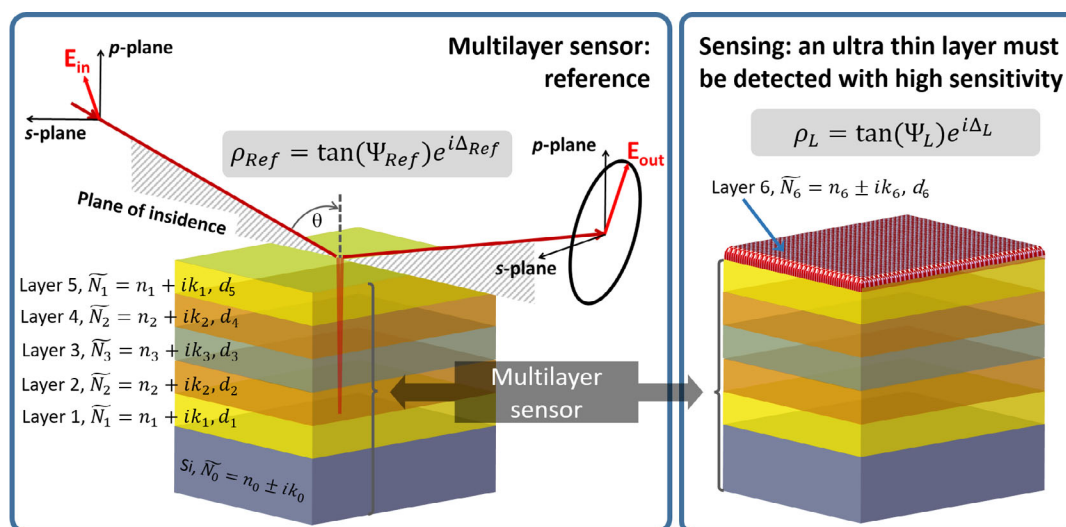 Multilayer sensor:
reference
p-plane
E_in
s-plane
ρ_Ref = tan(Ψ_Ref)e^{iΔ_Ref}
p-plane
E_out
Plane of insidence
θ
s-plane
Layer 5, Ñ_1 = n_1 + ik_1, d_5
Layer 4, Ñ_2 = n_2 + ik_2, d_4
Layer 3, Ñ_3 = n_3 + ik_3, d_3
Layer 2, Ñ_2 = n_2 + ik_2, d_2
Layer 1, Ñ_1 = n_1 + ik_1, d_1
Si, Ñ_0 = n_0 ± ik_0
Multilayer
sensor
Sensing: an ultra thin layer must
be detected with high sensitivity
ρ_L = tan(Ψ_L)e^{iΔ_L}
Layer 6, Ñ_6 = n_6 ± ik_6, d_6